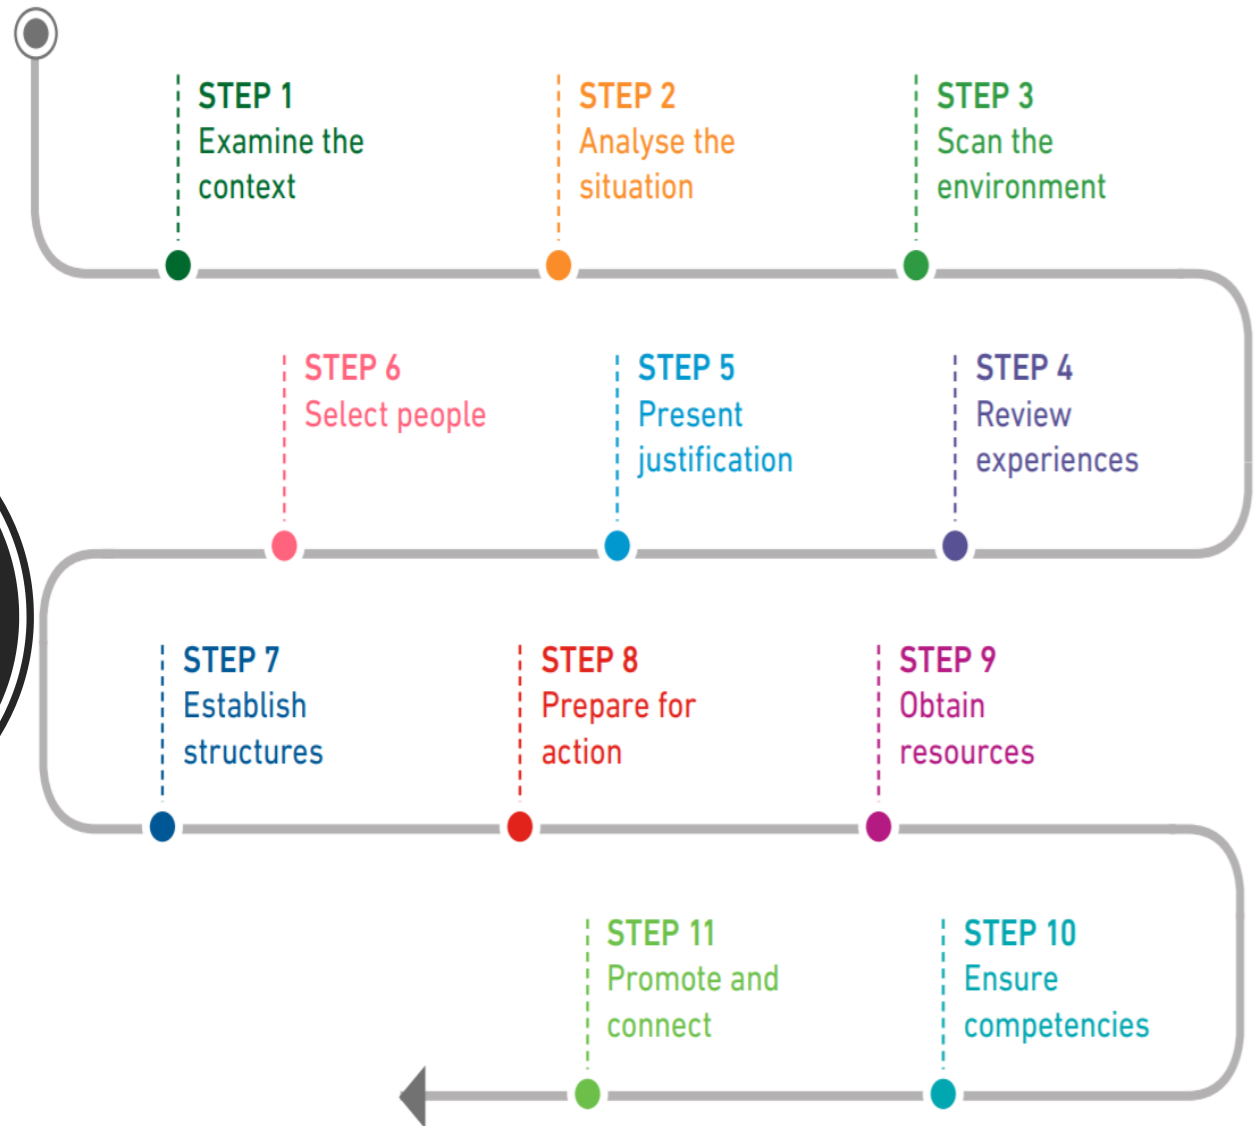 STEP 1
Examine the
context
STEP 2
Analyse the
situation
STEP 3
Scan the
environment
STEP 4
Review
experiences
STEP 5
Present
justification
STEP 6
Select people
STEP 7
Establish
structures
STEP 8
Prepare for
action
STEP 9
Obtain
resources
STEP 10
Ensure
competencies
STEP 11
Promote and
connect